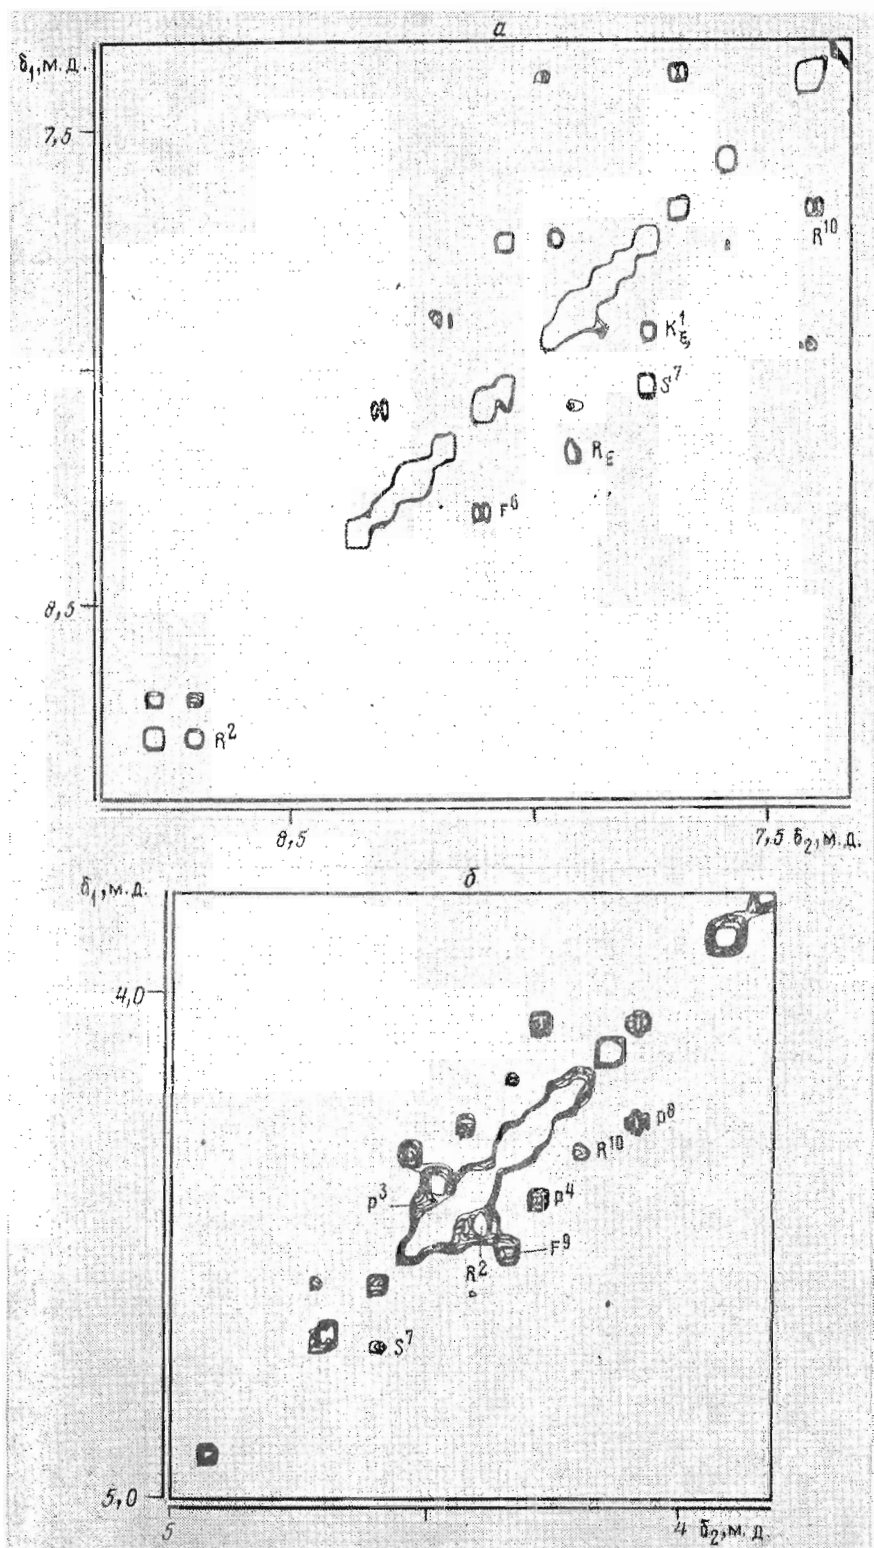 а
δ₁, м.д.
7,5
R¹⁰
K¹ε,
S⁷
Rε
F⁶
8,5
R²
8,5
7,5 δ₂, м.д.
б
δ₁, м.д.
4,0
P⁸
R¹⁰
P³
P⁴
F⁹
R²
S⁷
5,0
5
4 δ₂, м.д.